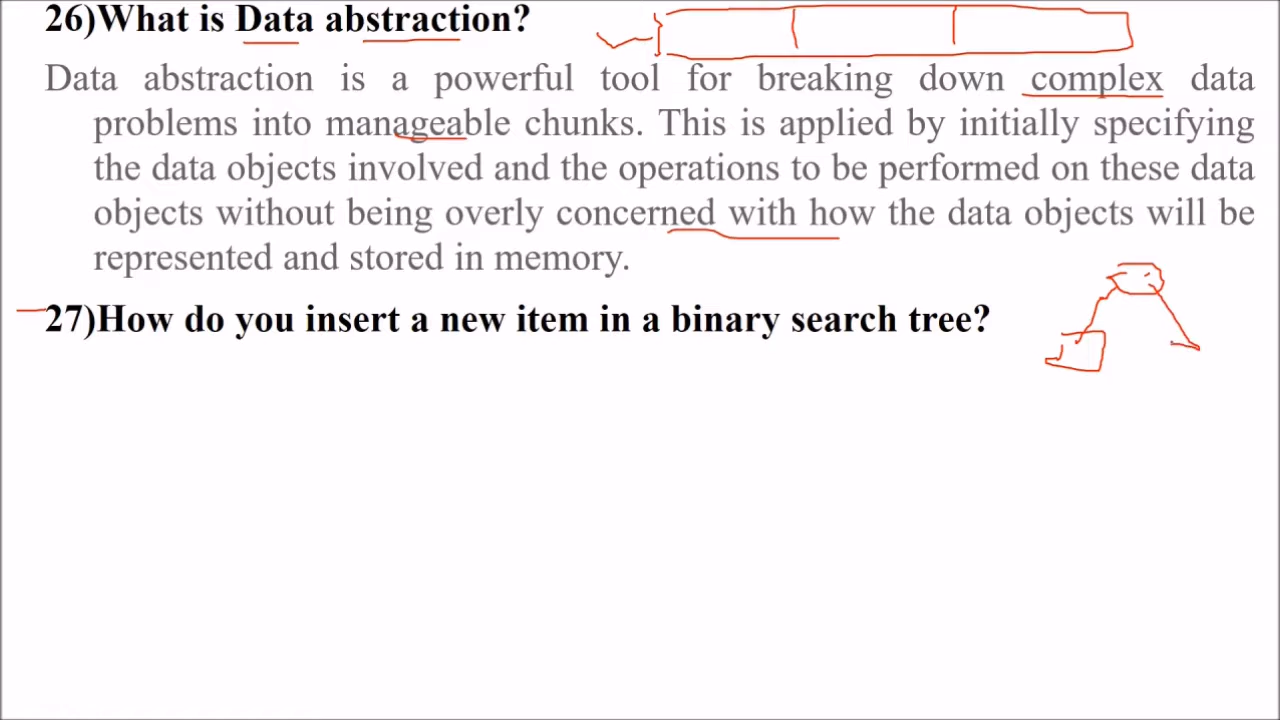 26)What is Data abstraction?
Data abstraction is a powerful tool for breaking down complex data
problems into manageable chunks. This is applied by initially specifying
the data objects involved and the operations to be performed on these data
objects without being overly concerned with how the data objects will be
represented and stored in memory.
27)How do you insert a new item in a binary search tree?